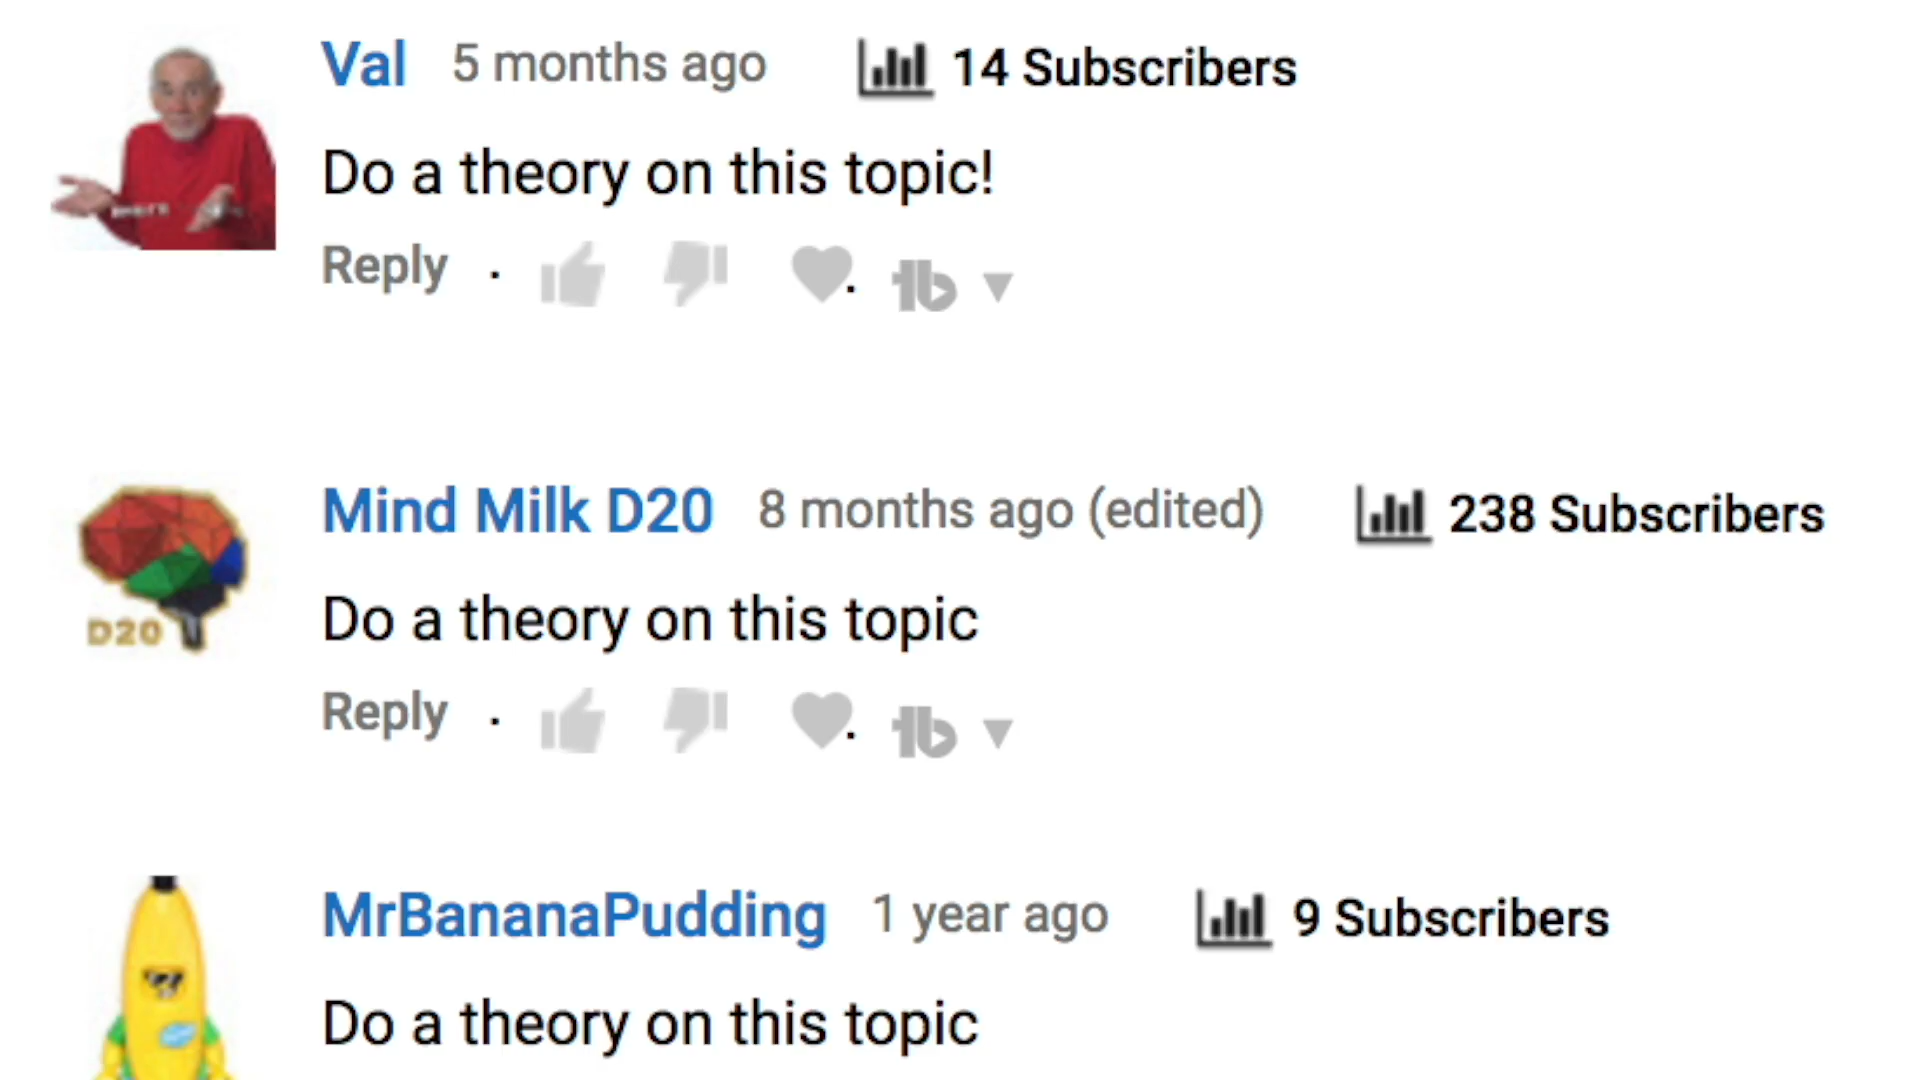 Val 5 months ago 14 Subscribers
Do a theory on this topic!
Reply
Mind Milk D20 8 months ago (edited) 238 Subscribers
Do a theory on this topic
D20
Reply
MrBananaPudding 1 year ago 9 Subscribers
Do a theory on this topic